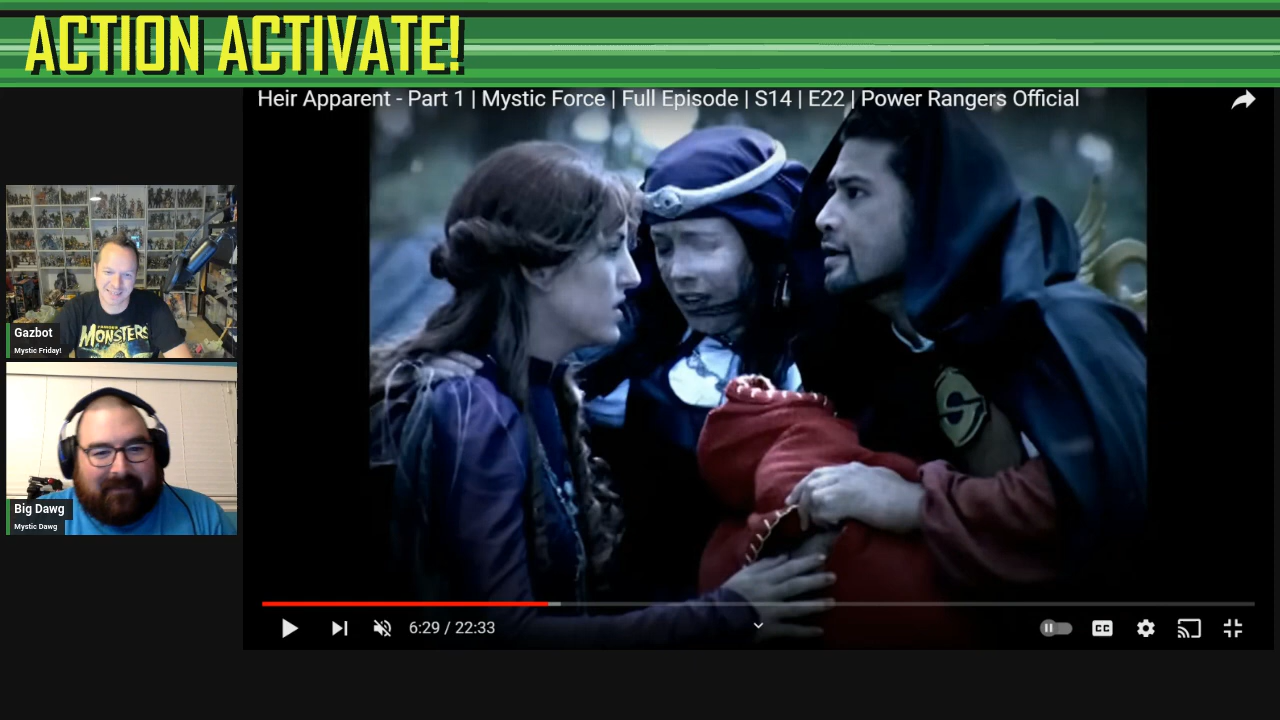 ACTION ACTIVATE!
Heir Apparent - Part 1 | Mystic Force | Full Episode | S14 | E22 | Power Rangers Official
MONSTERS
Gazbot
Mystic Friday!
Big Dawg
Mystic Dawg
6:29 / 22:33
CC